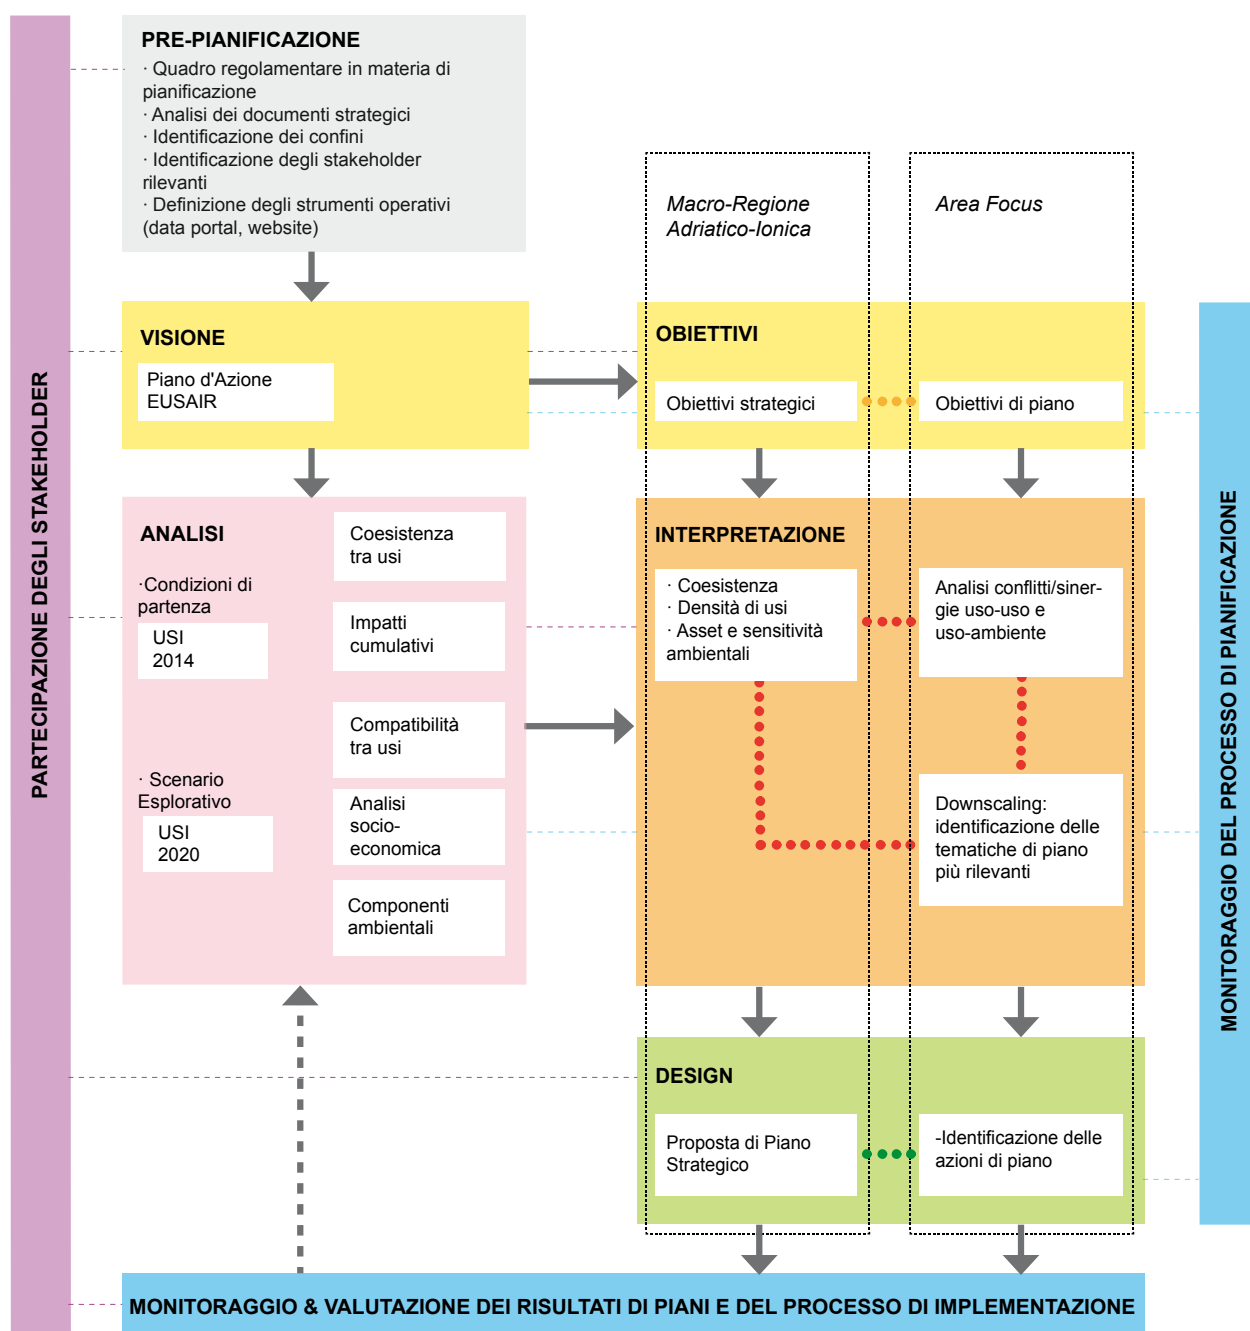 PARTECIPAZIONE DEGLI STAKEHOLDER
PRE-PIANIFICAZIONE
· Quadro regolamentare in materia di
pianificazione
· Analisi dei documenti strategici
· Identificazione dei confini
· Identificazione degli stakeholder
rilevanti
· Definizione degli strumenti operativi
(data portal, website)
Macro-Regione
Adriatico-Ionica
Area Focus
VISIONE
Piano d'Azione
EUSAIR
OBIETTIVI
Obiettivi strategici
Obiettivi di piano
ANALISI
·Condizioni di
partenza
USI
2014
· Scenario
Esplorativo
USI
2020
Coesistenza
tra usi
Impatti
cumulativi
Compatibilità
tra usi
Analisi
socio-
economica
Componenti
ambientali
INTERPRETAZIONE
· Coesistenza
· Densità di usi
· Asset e sensitività
ambientali
Analisi conflitti/siner-
gie uso-uso e
uso-ambiente
Downscaling:
identificazione delle
tematiche di piano
più rilevanti
DESIGN
Proposta di Piano
Strategico
-Identificazione delle
azioni di piano
MONITORAGGIO DEL PROCESSO DI PIANIFICAZIONE
MONITORAGGIO & VALUTAZIONE DEI RISULTATI DI PIANI E DEL PROCESSO DI IMPLEMENTAZIONE